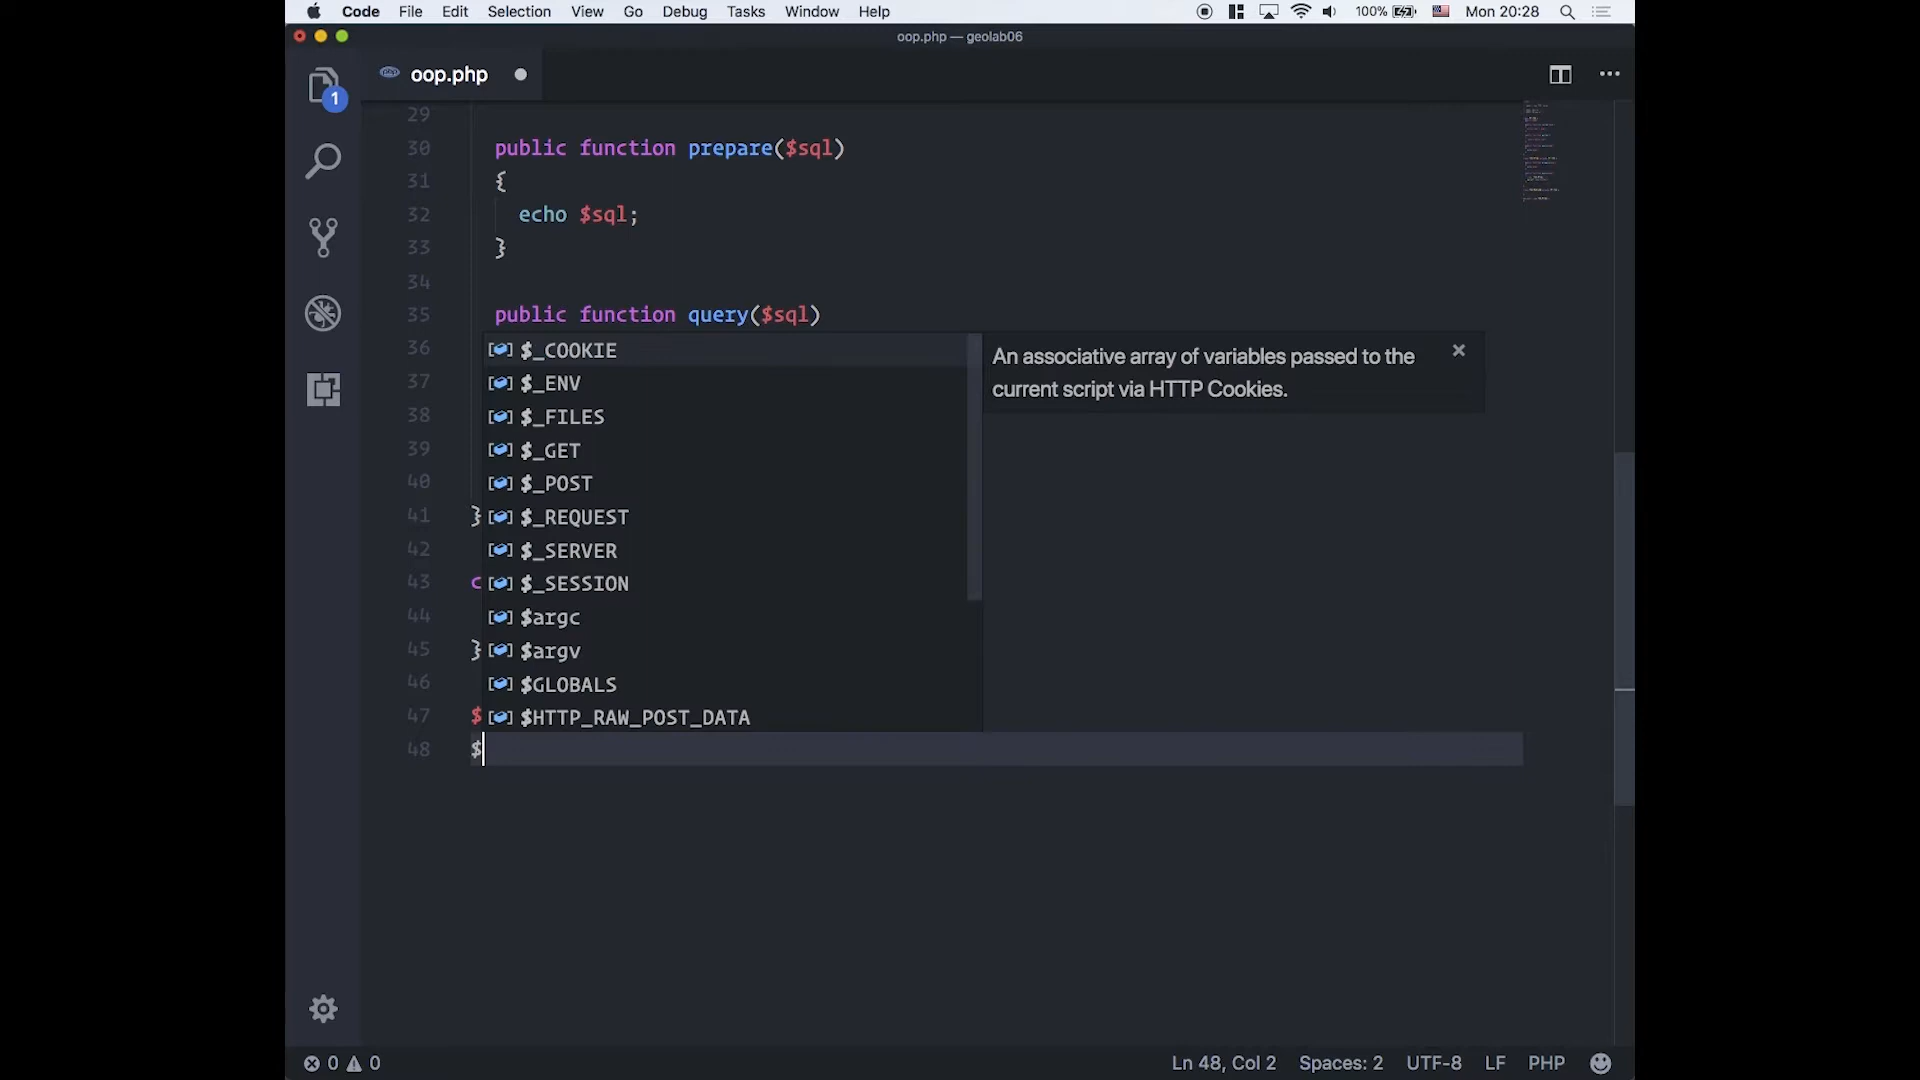 Code File Edit Selection View Go Debug Tasks Window Help 100% Mon 20:28
oop.php — geolab06
php oop.php
1
29
30 public function prepare($sql)
31 {
32 echo $sql;
33 }
34
35 public function query($sql)
36 $_COOKIE An associative array of variables passed to the
37 $_ENV current script via HTTP Cookies.
38 $_FILES
39 $_GET
40 $_POST
41 } $_REQUEST
42 $_SERVER
43 c $_SESSION
44 $argc
45 } $argv
46 $GLOBALS
47 $ $HTTP_RAW_POST_DATA
48 $
0 0 Ln 48, Col 2 Spaces: 2 UTF-8 LF PHP